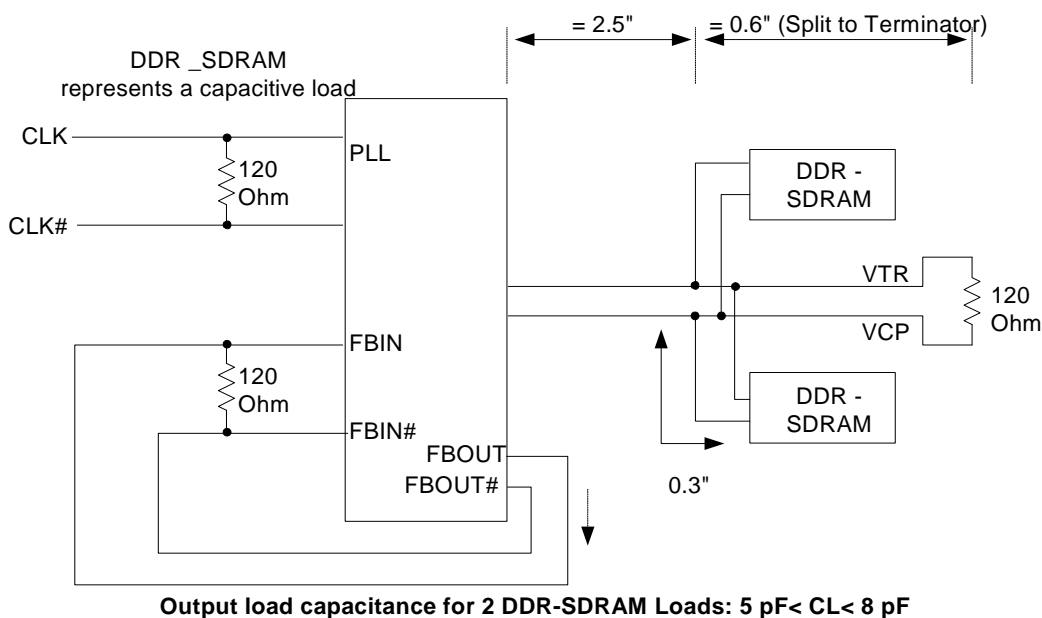 = 2.5"
= 0.6" (Split to Terminator)
DDR _SDRAM
represents a capacitive load
CLK
PLL
120
Ohm
CLK#
DDR -
SDRAM
VTR
120
Ohm
VCP
FBIN
120
Ohm
FBIN#
DDR -
SDRAM
FBOUT
FBOUT#
0.3"
Output load capacitance for 2 DDR-SDRAM Loads: 5 pF< CL< 8 pF